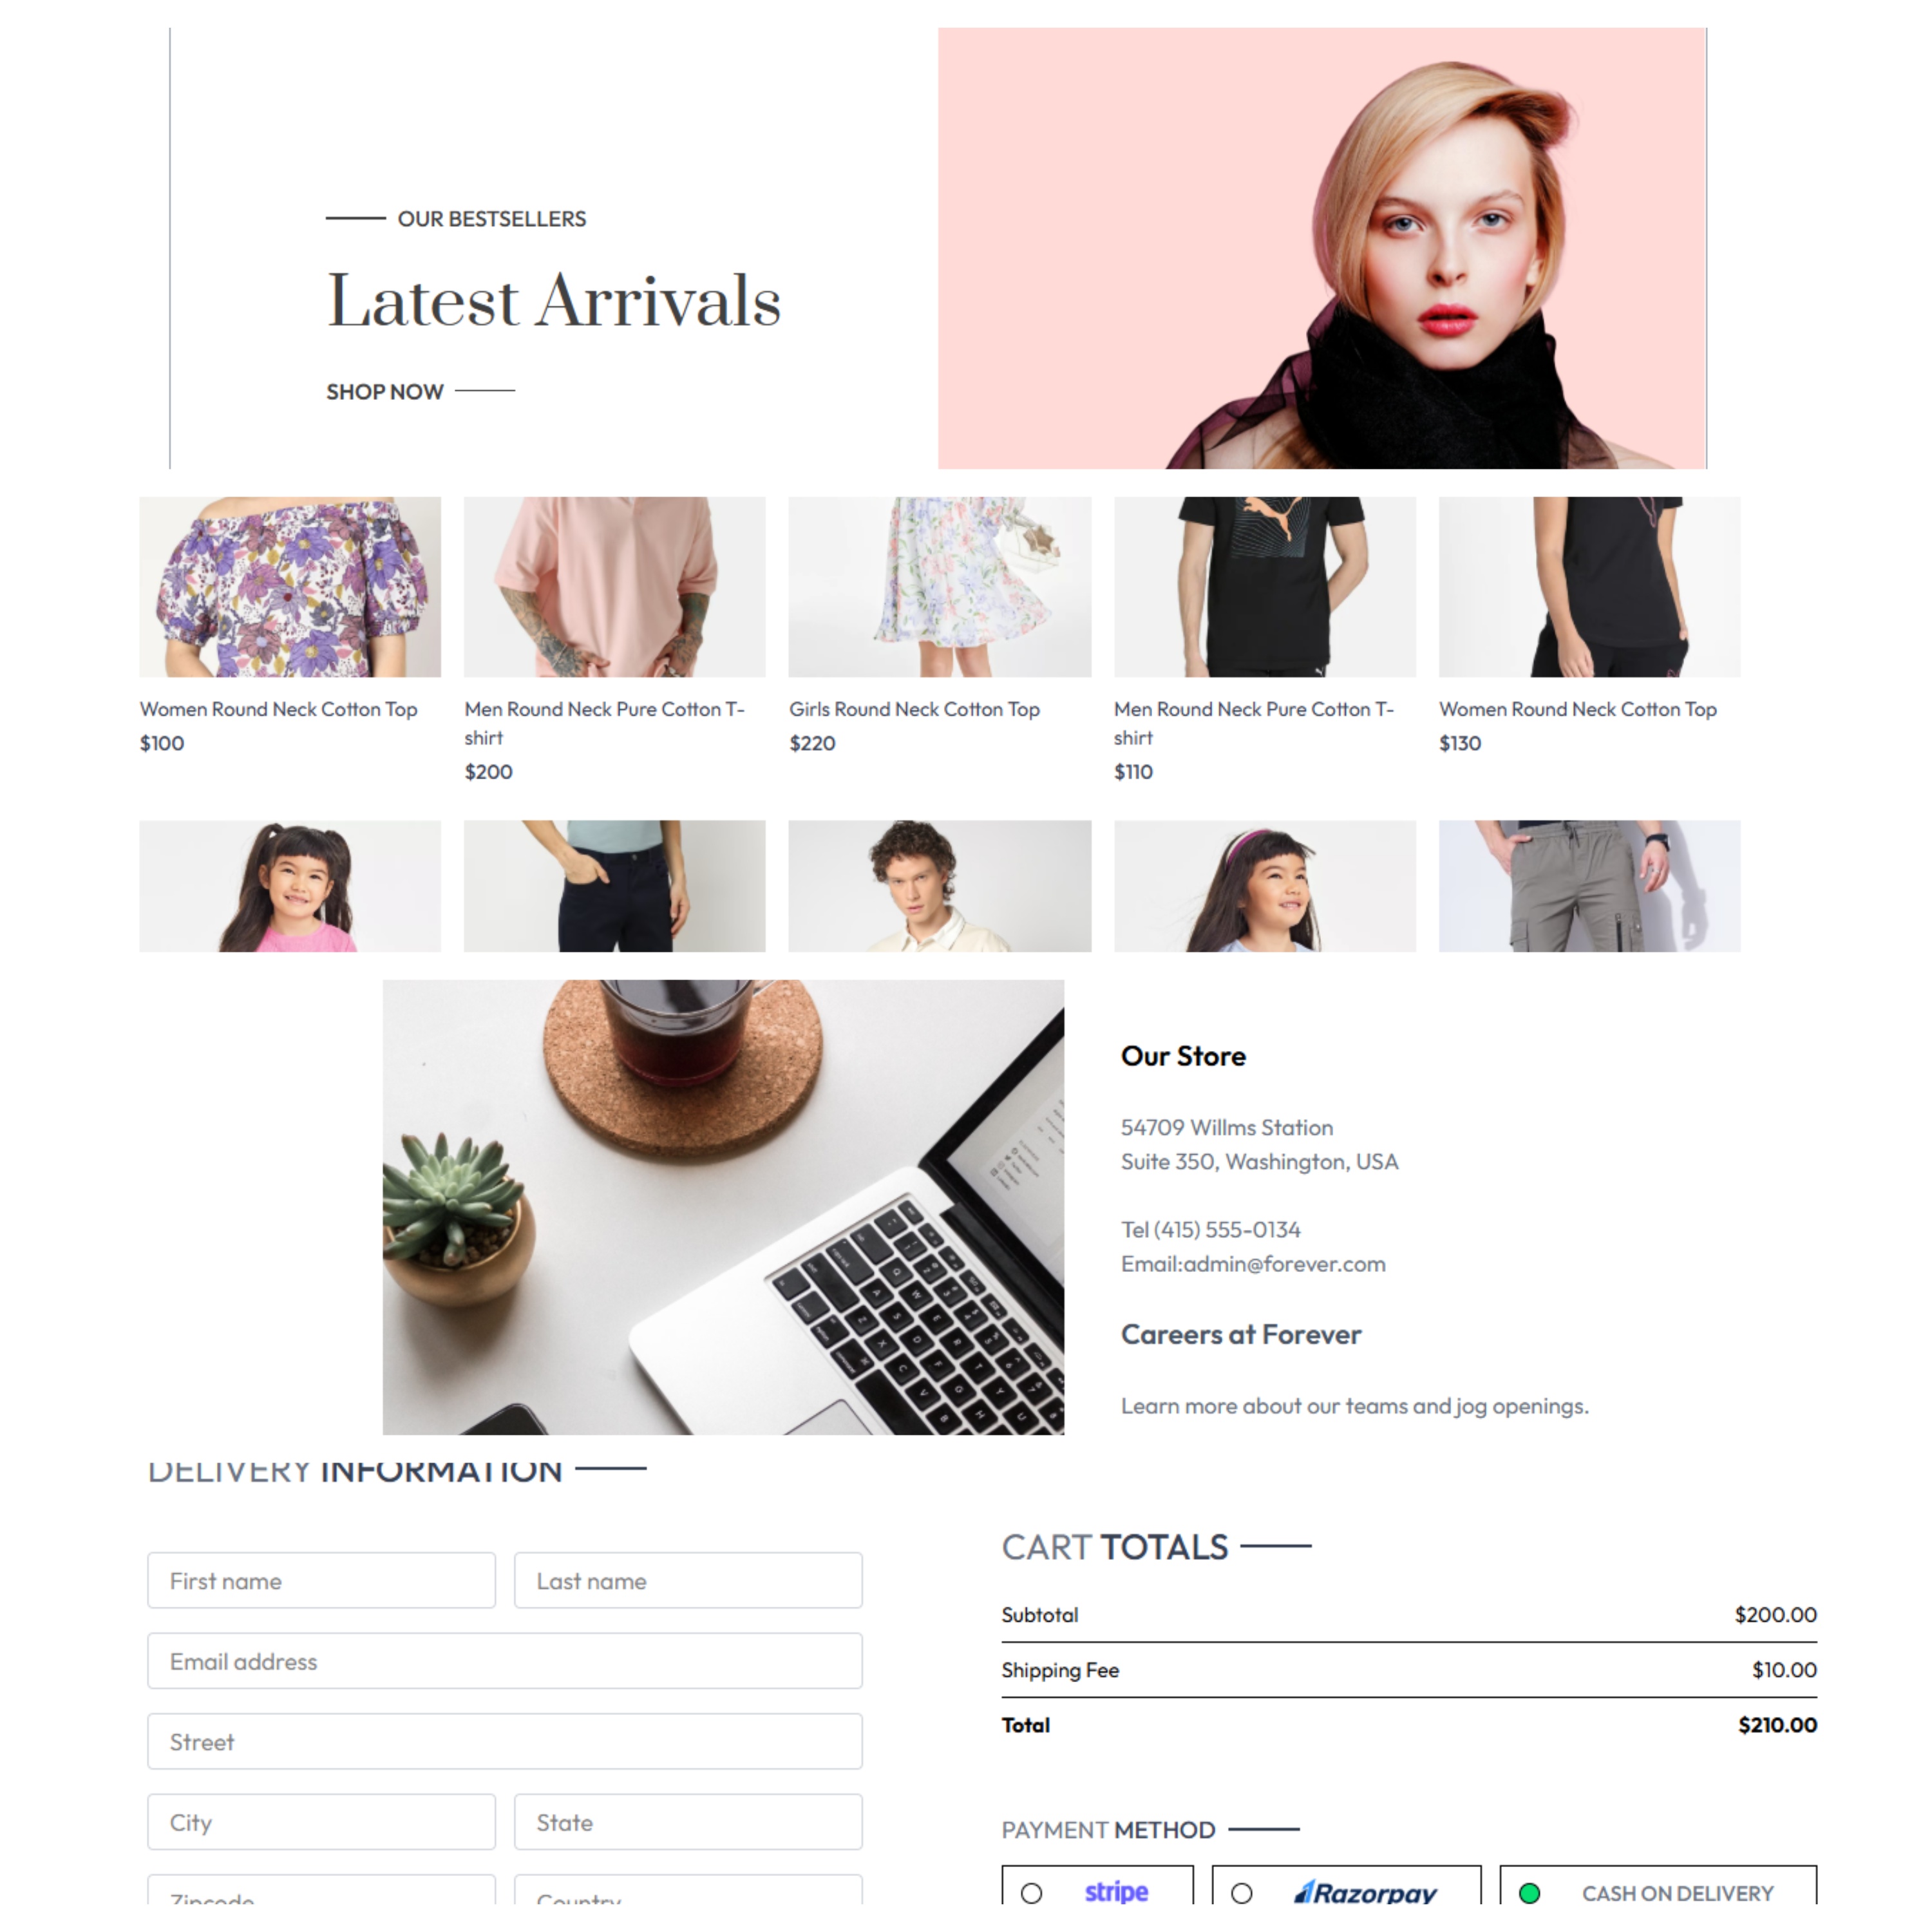 OUR BESTSELLERS
Latest Arrivals
SHOP NOW
Women Round Neck Cotton Top
$100
Men Round Neck Pure Cotton T-
shirt
$200
Girls Round Neck Cotton Top
$220
Men Round Neck Pure Cotton T-
shirt
$110
Women Round Neck Cotton Top
$130
Our Store
54709 Willms Station
Suite 350, Washington, USA
Tel (415) 555-0134
Email:admin@forever.com
Careers at Forever
Learn more about our teams and jog openings.
DELIVERY INFORMATION
First name
Last name
Email address
Street
City
State
Zipcode
Country
CART TOTALS
Subtotal $200.00
Shipping Fee $10.00
Total $210.00
PAYMENT METHOD
stripe
Razorpay
CASH ON DELIVERY